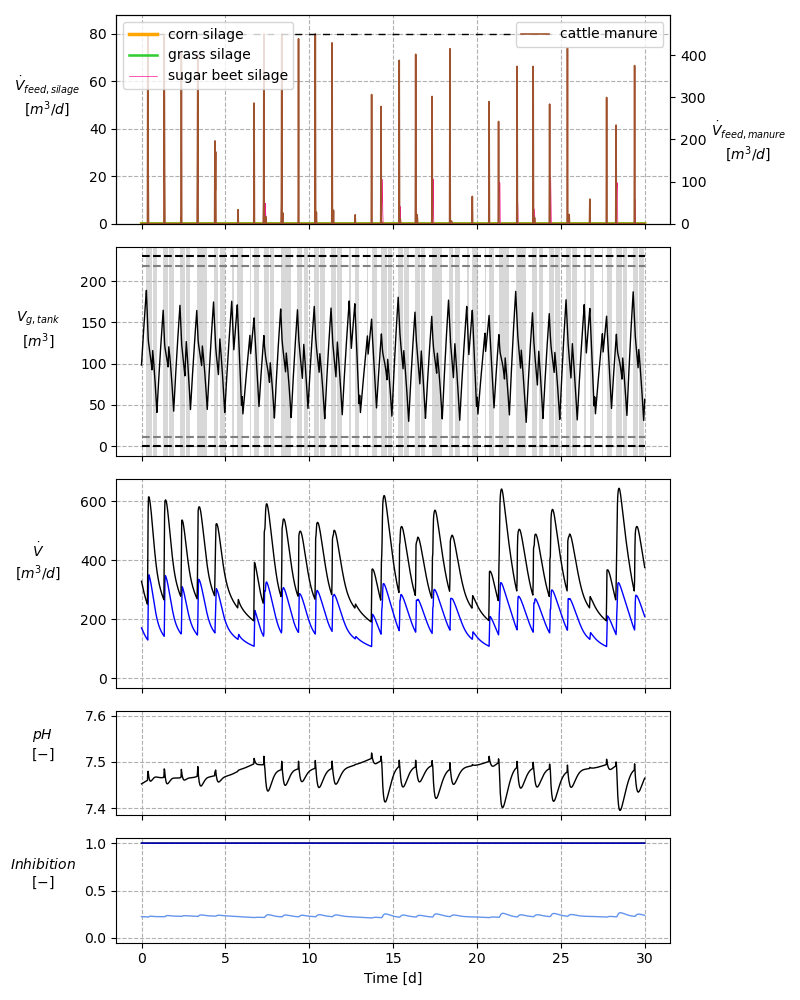 corn silage
grass silage
sugar beet silage
cattle manure
V̇feed,silage
[m³/d]
80
60
40
20
0
400
300
200
100
0
V̇feed,manure
[m³/d]
Vg,tank
[m³]
200
150
100
50
0
V̇
[m³/d]
600
400
200
0
pH
[−]
7.6
7.5
7.4
Inhibition
[−]
1.0
0.5
0.0
0 5 10 15 20 25 30
Time [d]